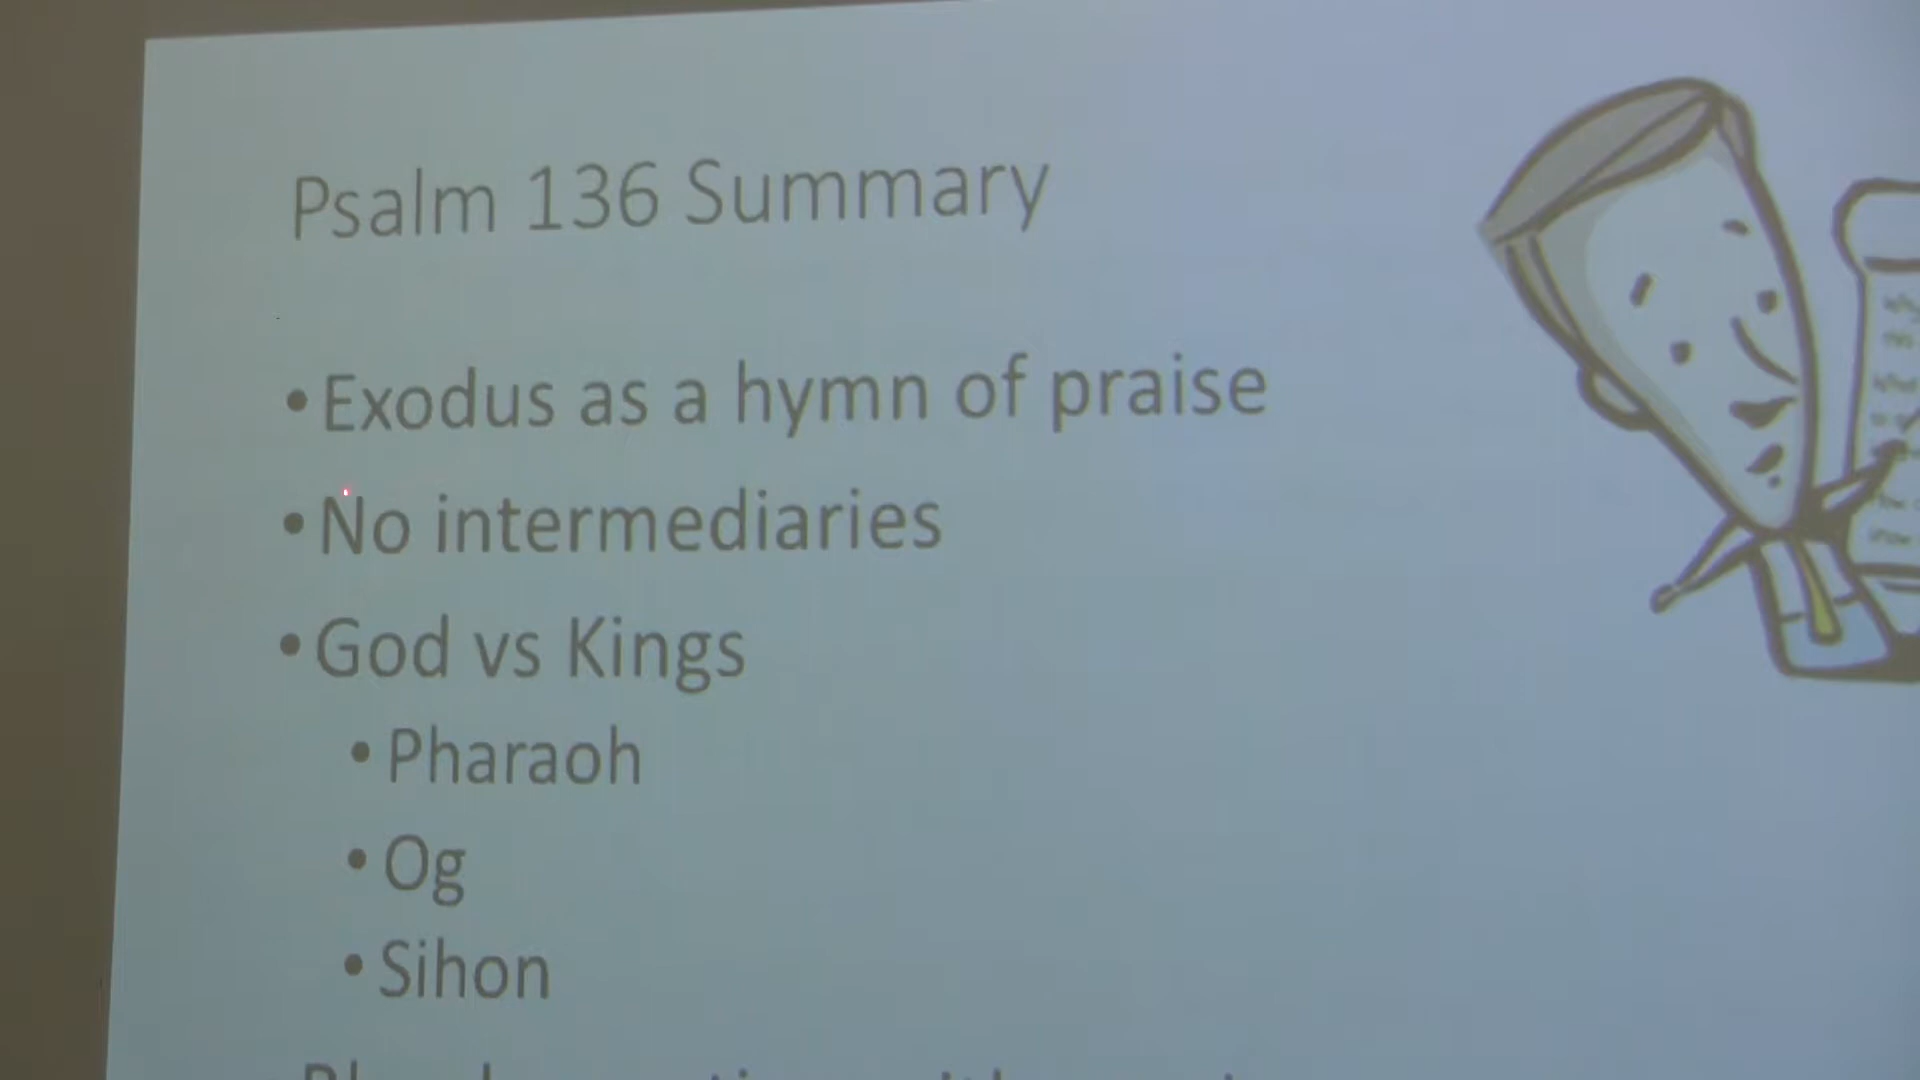 Psalm 136 Summary
• Exodus as a hymn of praise
• No intermediaries
• God vs Kings
• Pharaoh
• Og
• Sihon